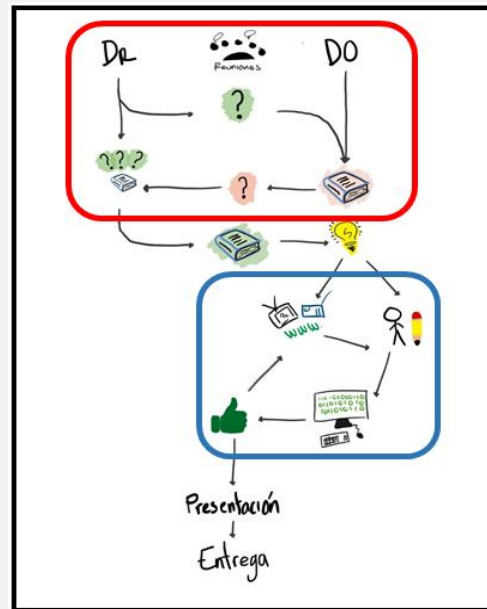 DR
DO
Reuniones
?
???
?
www.
Presentación
Entrega